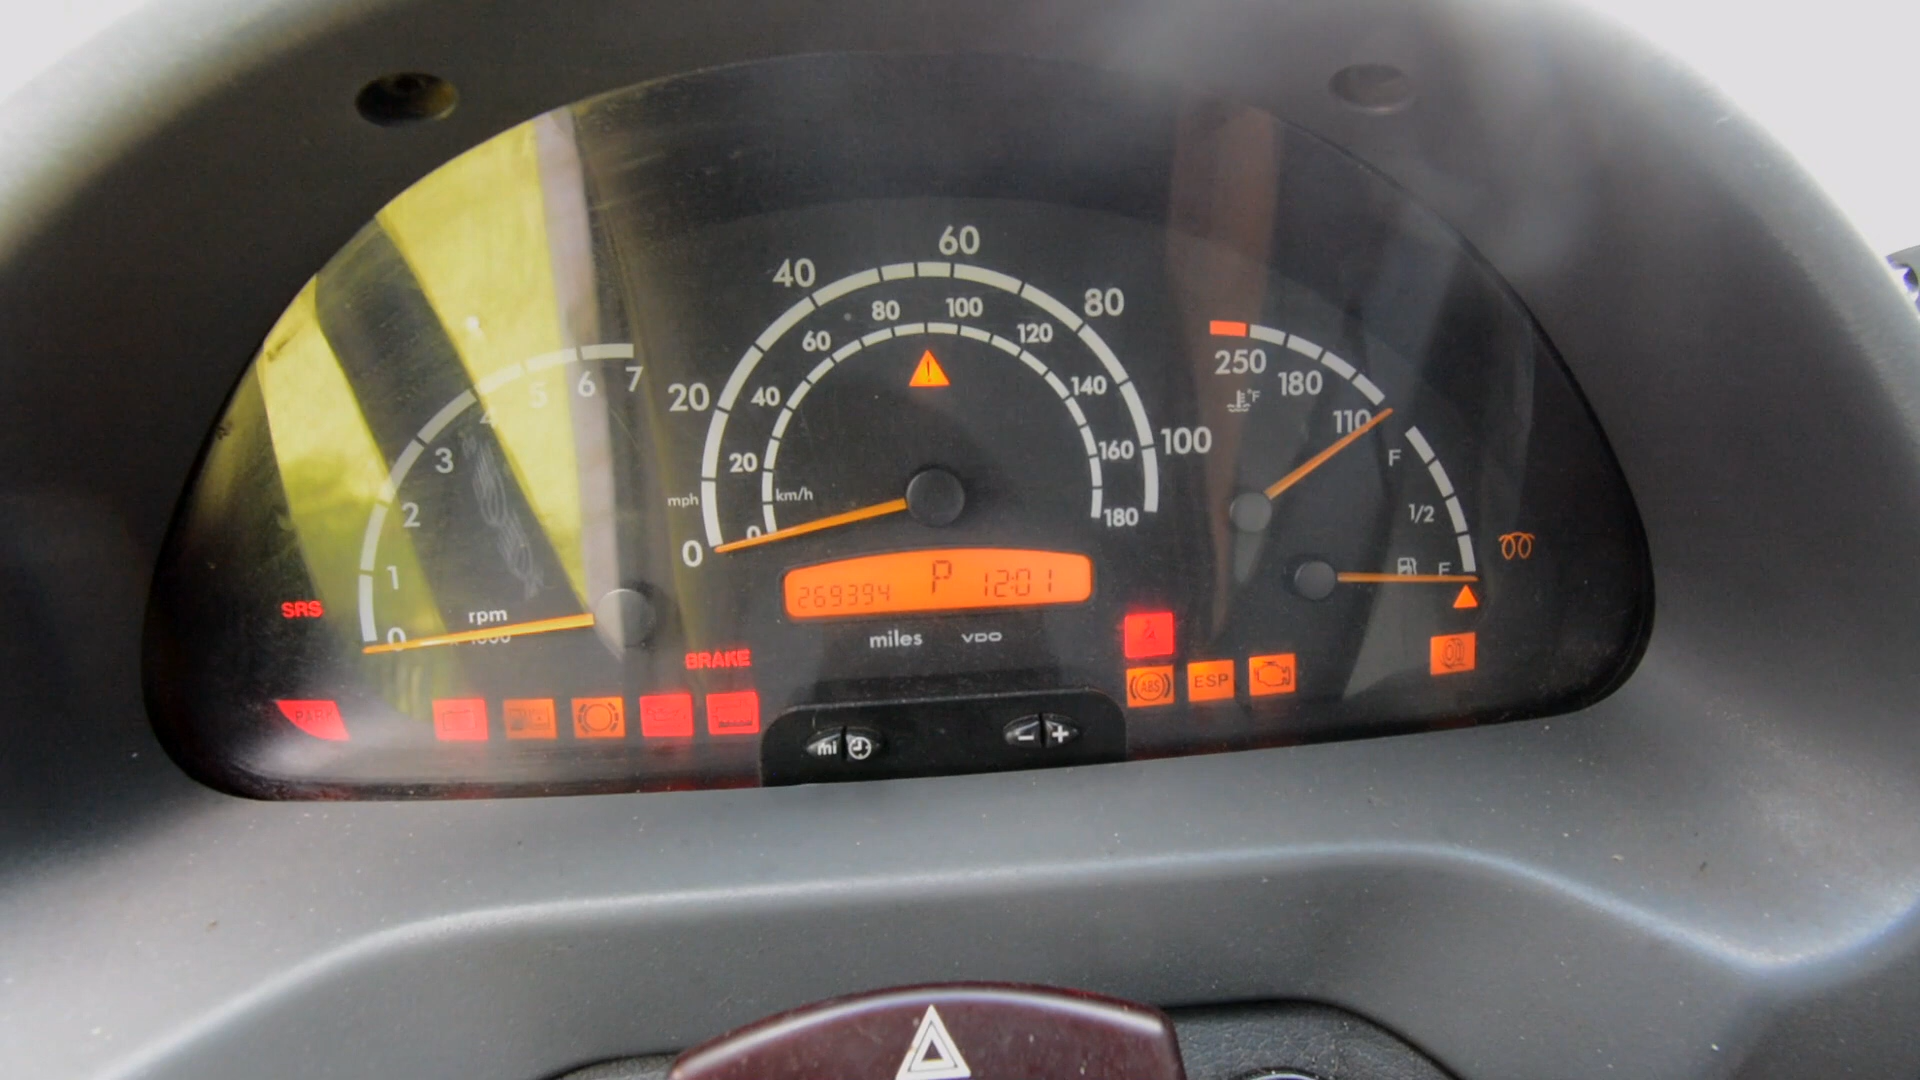 60
40
80
80
100
60
120
250
7
6
5
4
180
20
40
140
110
3
100
F
20
160
mph
km/h
2
1/2
180
0
0
1
P
12:01
269394
SRS
rpm
0
miles
VDO
BRAKE
ABS
ESP
PARK
mi
- +